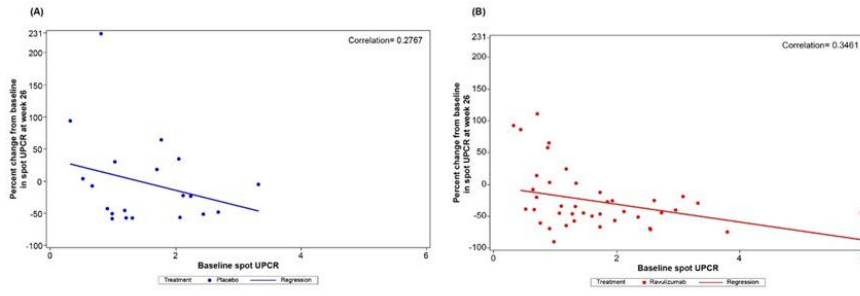 (A)
Correlation= 0.2767
Percent change from baseline
in spot UPCR at week 26
231
200
150
100
50
0
-50
-100
0
2
4
6
Baseline spot UPCR
Treatment Placebo Regression
(B)
Correlation= 0.3461
Percent change from baseline
in spot UPCR at week 26
231
200
150
100
50
0
-50
-100
0
2
4
Baseline spot UPCR
Treatment Ravulizumab Regression